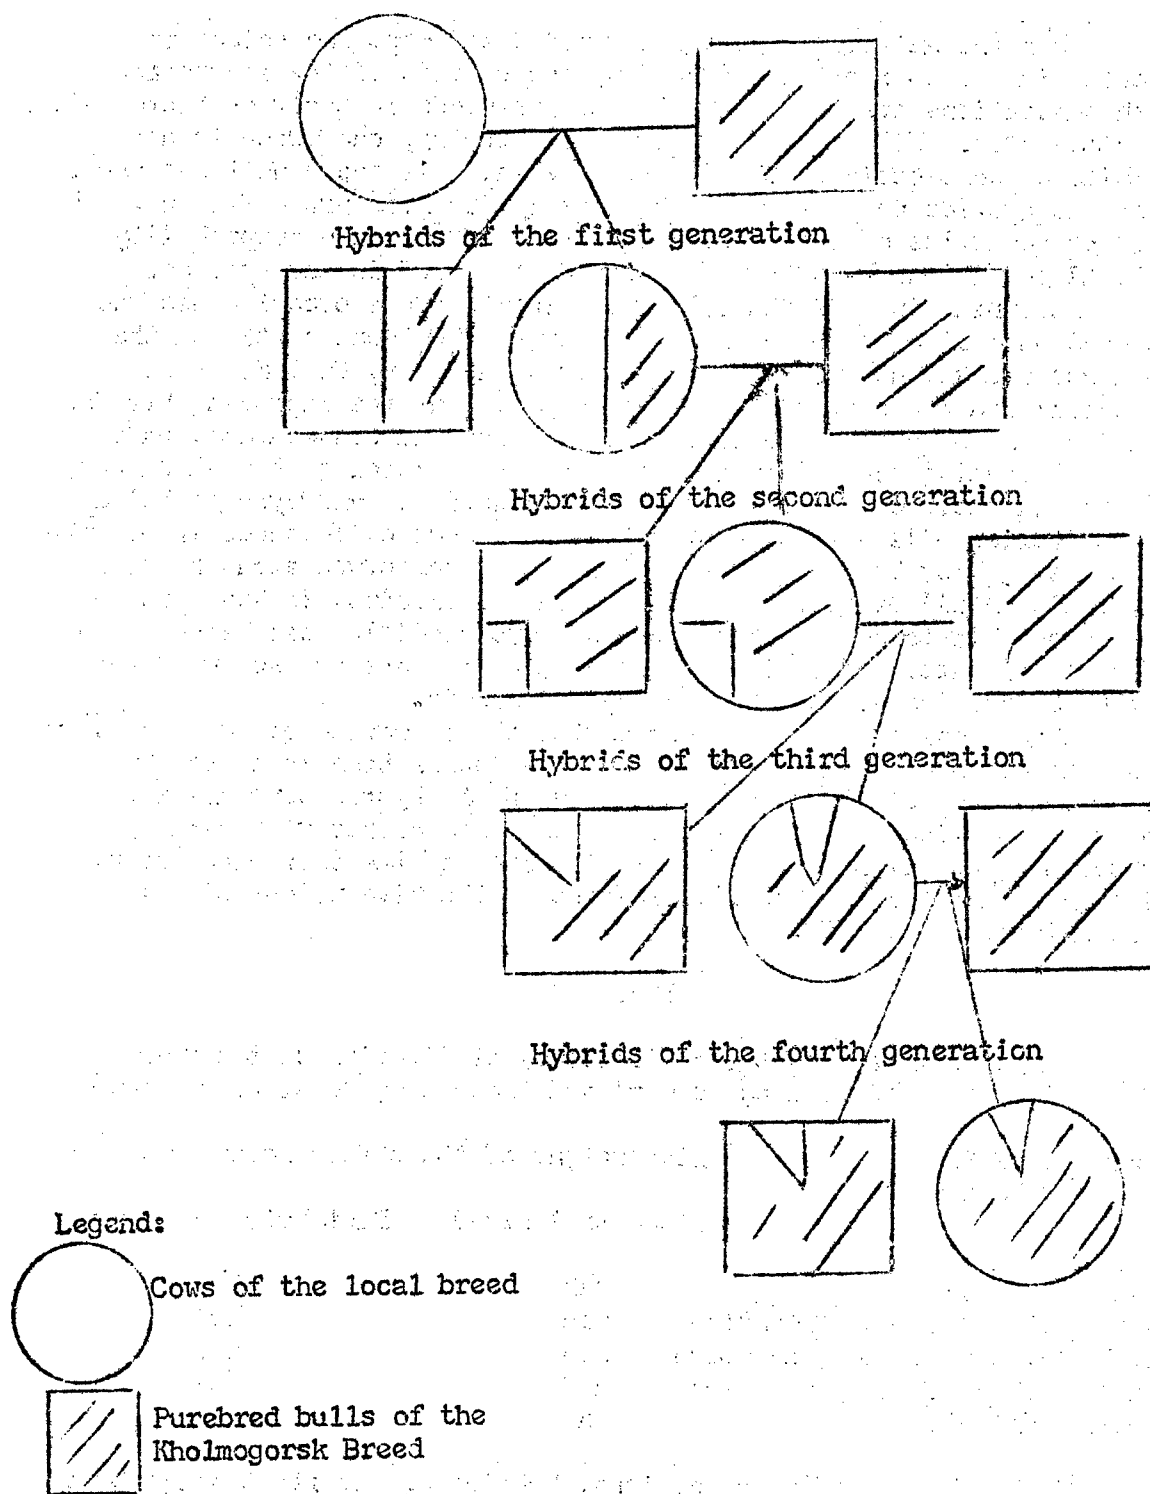 Hybrids of the first generation
Hybrids of the second generation
Hybrids of the third generation
Hybrids of the fourth generation
Legend:
Cows of the local breed
Purebred bulls of the
Kholmogorsk Breed